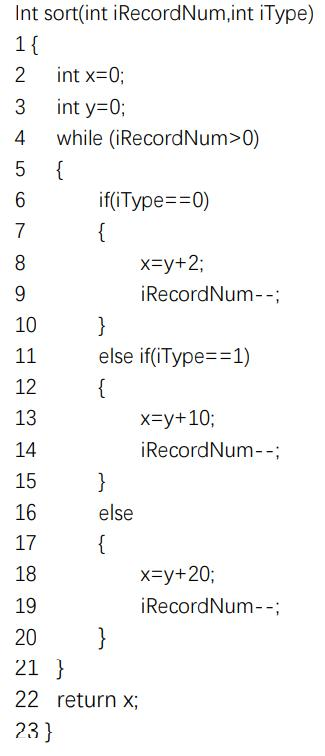 Int sort(int iRecordNum,int iType)
1 {
2 int x=0;
3 int y=0;
4 while (iRecordNum>0)
5 {
6 if(iType==0)
7 {
8 x=y+2;
9 iRecordNum--;
10 }
11 else if(iType==1)
12 {
13 x=y+10;
14 iRecordNum--;
15 }
16 else
17 {
18 x=y+20;
19 iRecordNum--;
20 }
21 }
22 return x;
23 }